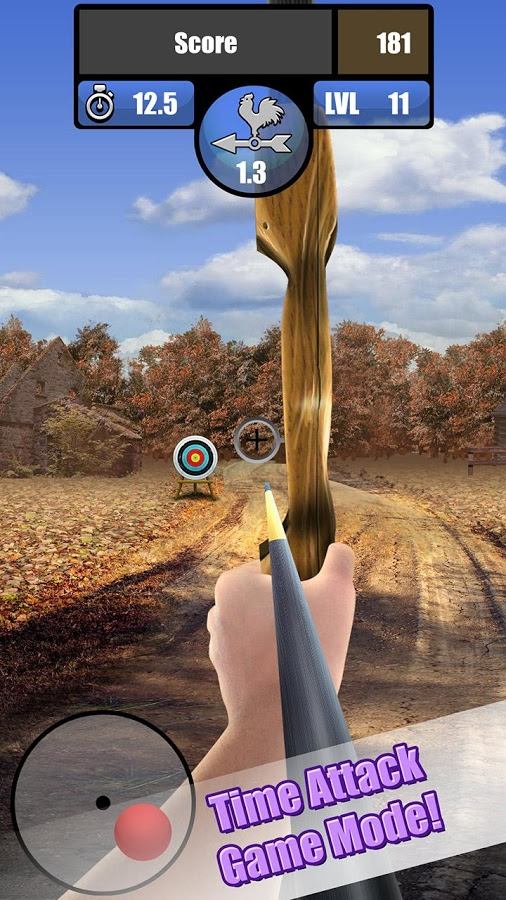 Score 181
12.5 LVL 11
1.3
Time Attack
Game Mode!